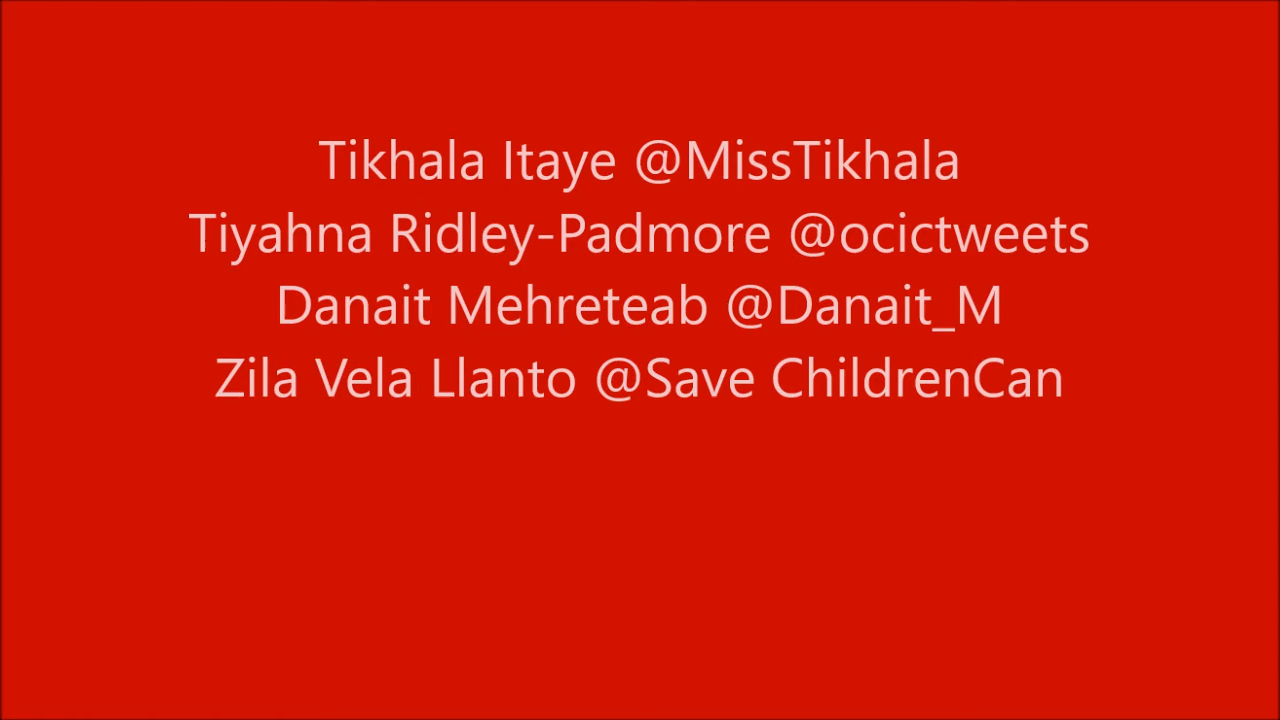 Tikhala Itaye @MissTikhala
Tiyahna Ridley-Padmore @ocictweets
Danait Mehreteab @Danait_M
Zila Vela Llanto @Save ChildrenCan